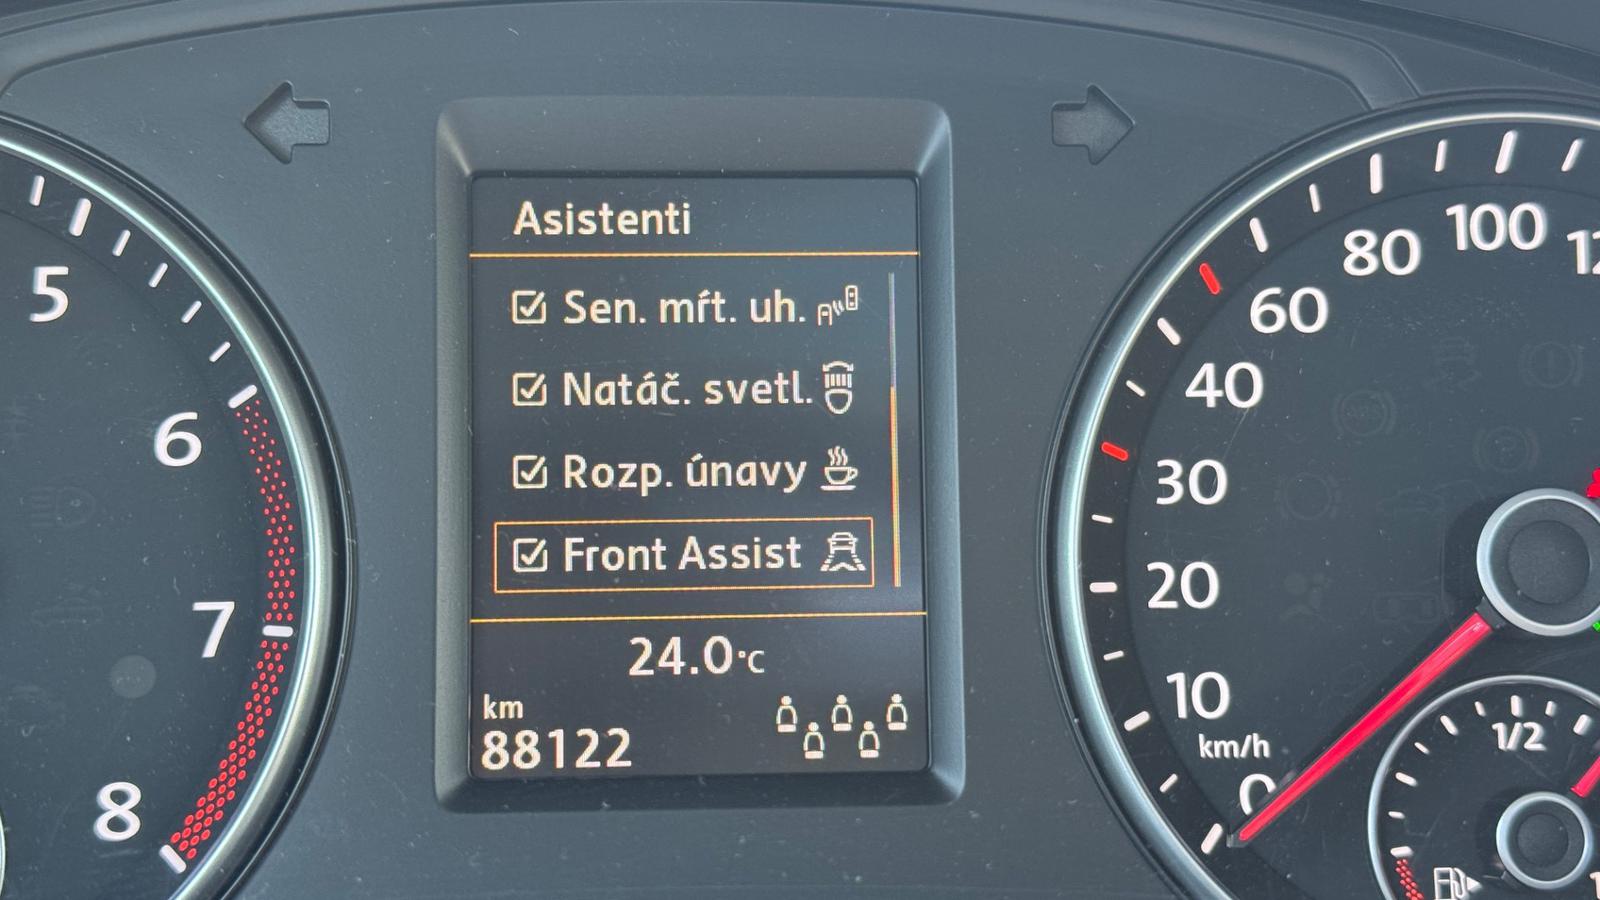 Asistenti
Sen. mŕt. uh.
Natáč. svetl.
Rozp. únavy
Front Assist
24.0°C
km
88122
5
6
7
8
100
80
60
40
30
20
10
km/h
0
1/2